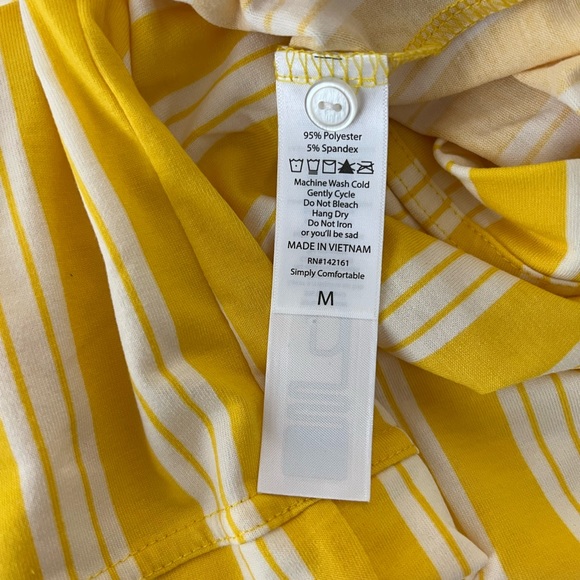 95% Polyester
5% Spandex
Machine Wash Cold
Gently Cycle
Do Not Bleach
Hang Dry
Do Not Iron
or you'll be sad
MADE IN VIETNAM
RN#142161
Simply Comfortable
M